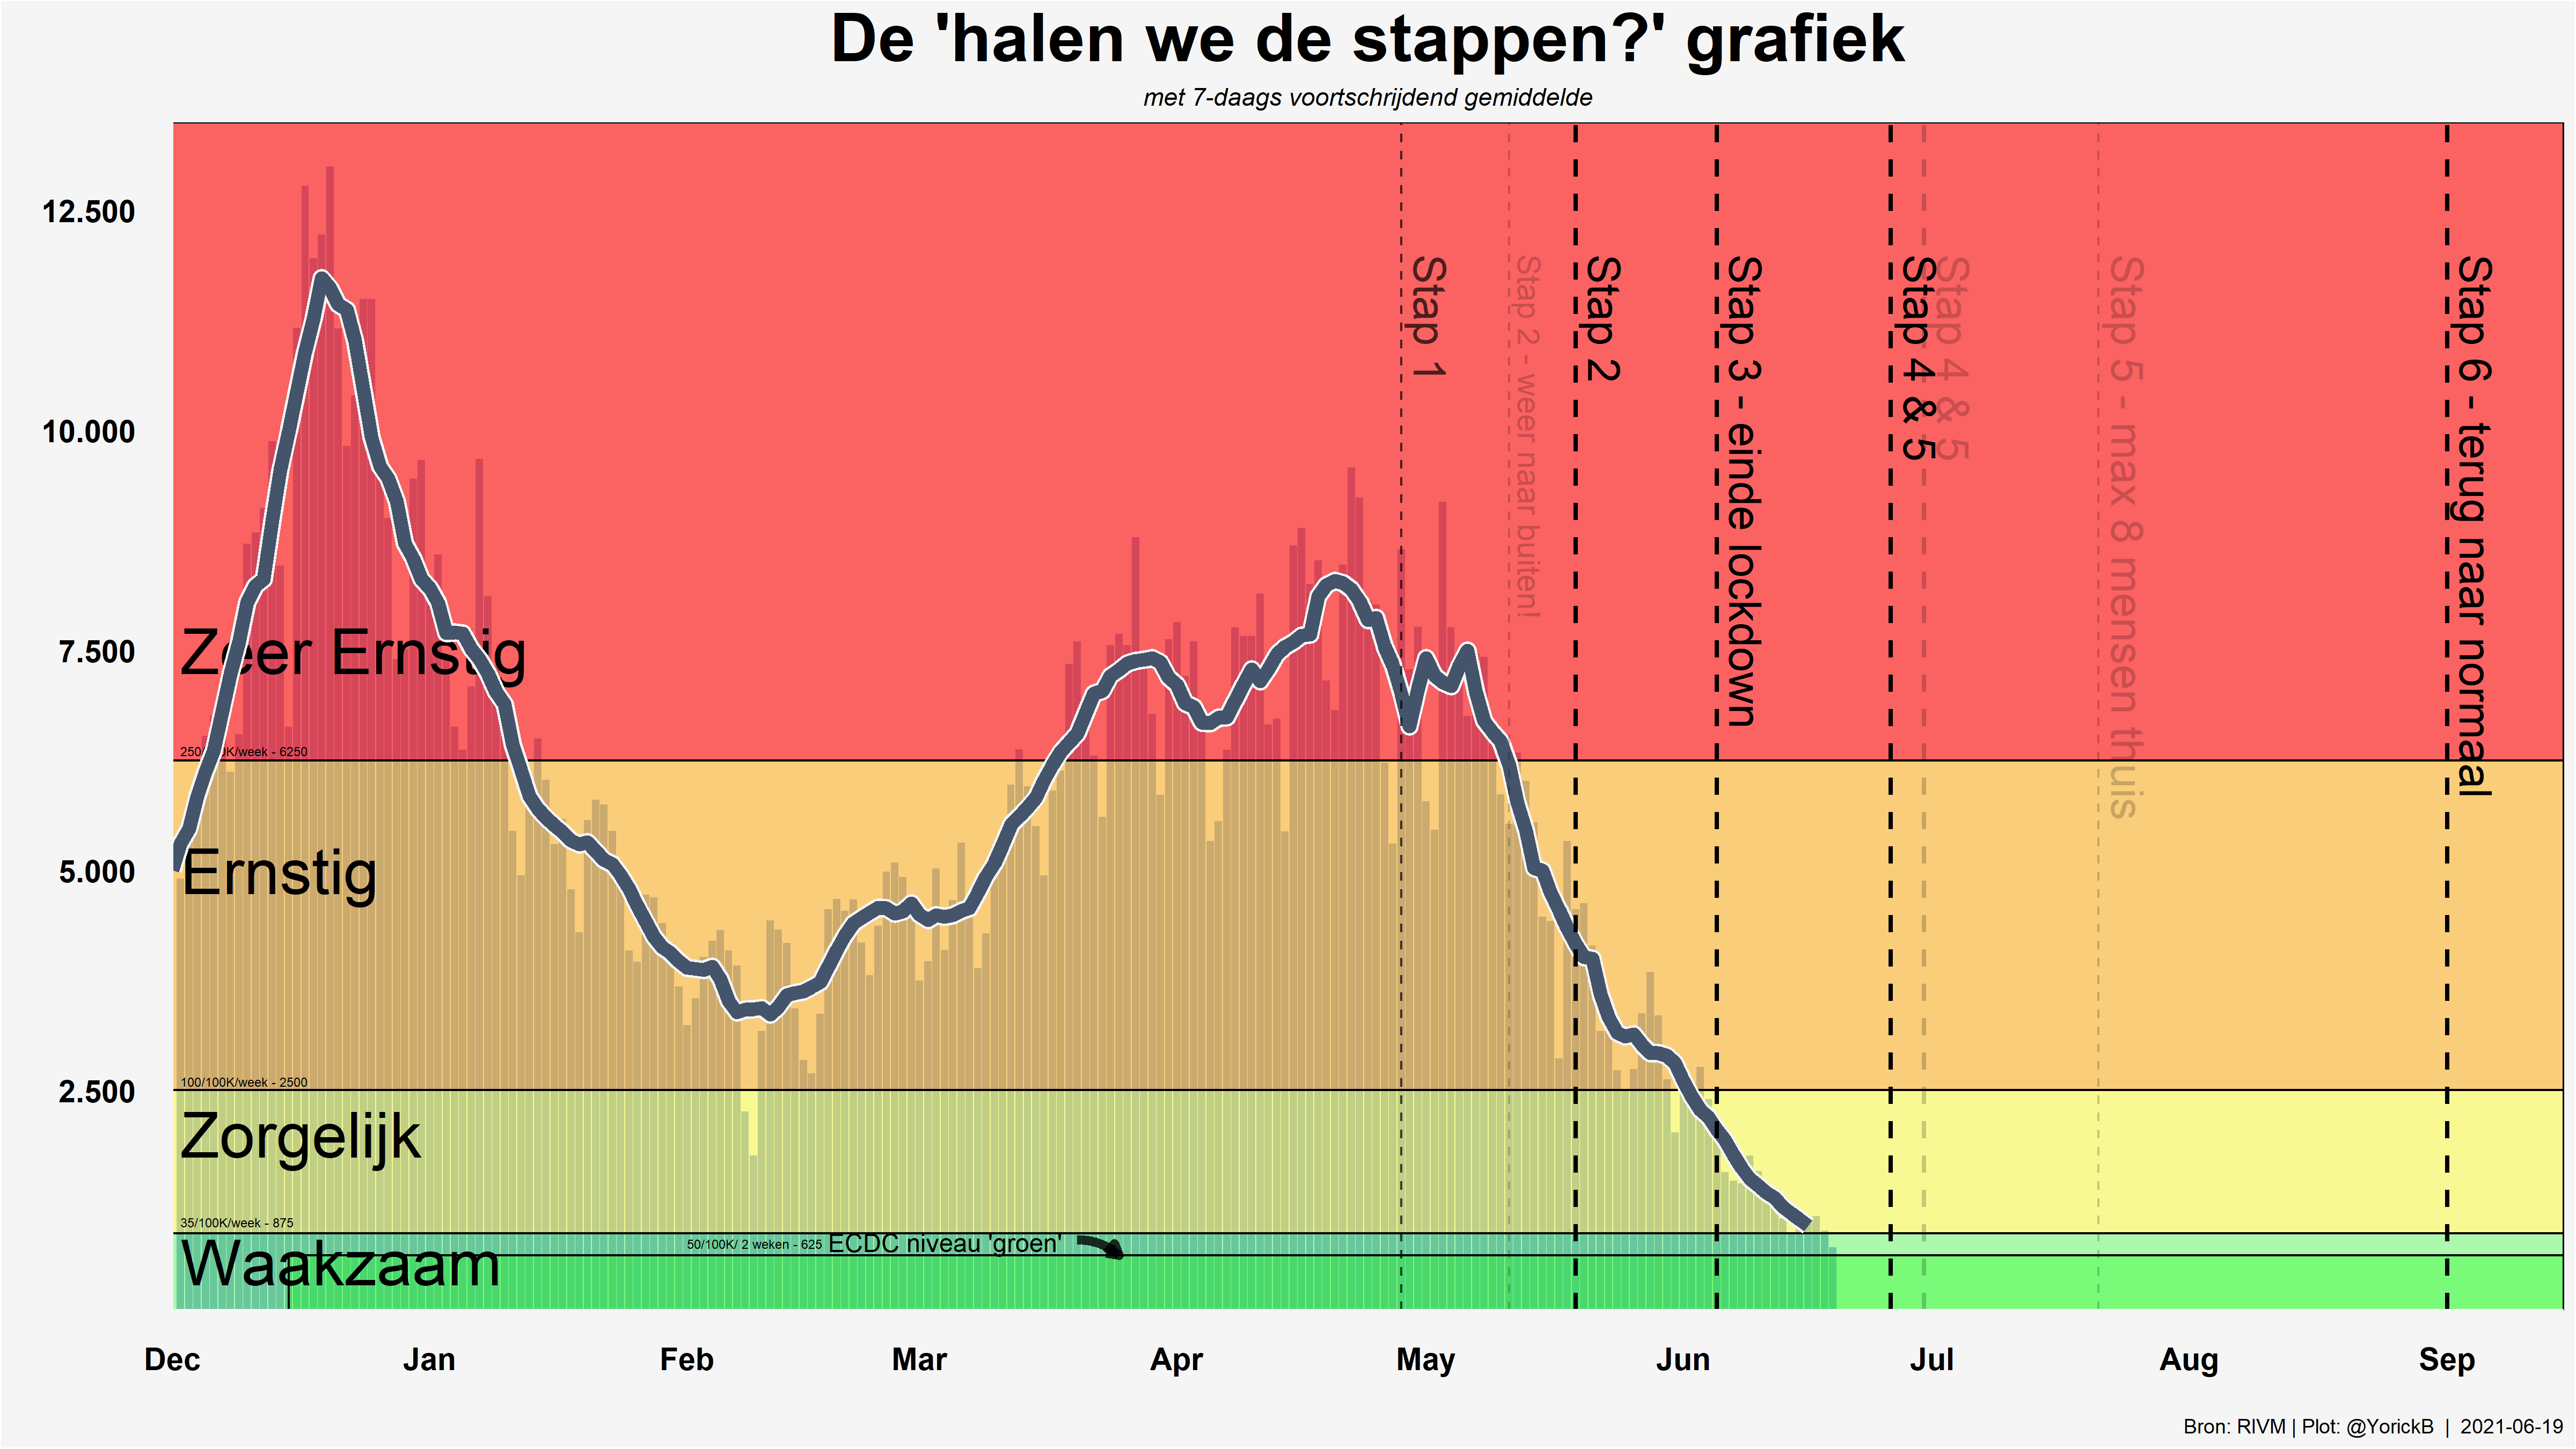 De 'halen we de stappen?' grafiek
met 7-daags voortschrijdend gemiddelde
12.500
10.000
7.500
5.000
2.500
Stap 1
Stap 2 - weer naar buiten!
Stap 2
Stap 3 - einde lockdown
Stap 4 & 5
Stap 4 & 5
Stap 5 - max 8 mensen thuis
Stap 6 - terug naar normaal
Zeer Ernstig
250/100K/week - 6250
Ernstig
100/100K/week - 2500
Zorgelijk
35/100K/week - 875
Waakzaam
50/100K/ 2 weken - 625 ECDC niveau 'groen'
Dec Jan Feb Mar Apr May Jun Jul Aug Sep
Bron: RIVM | Plot: @YorickB | 2021-06-19